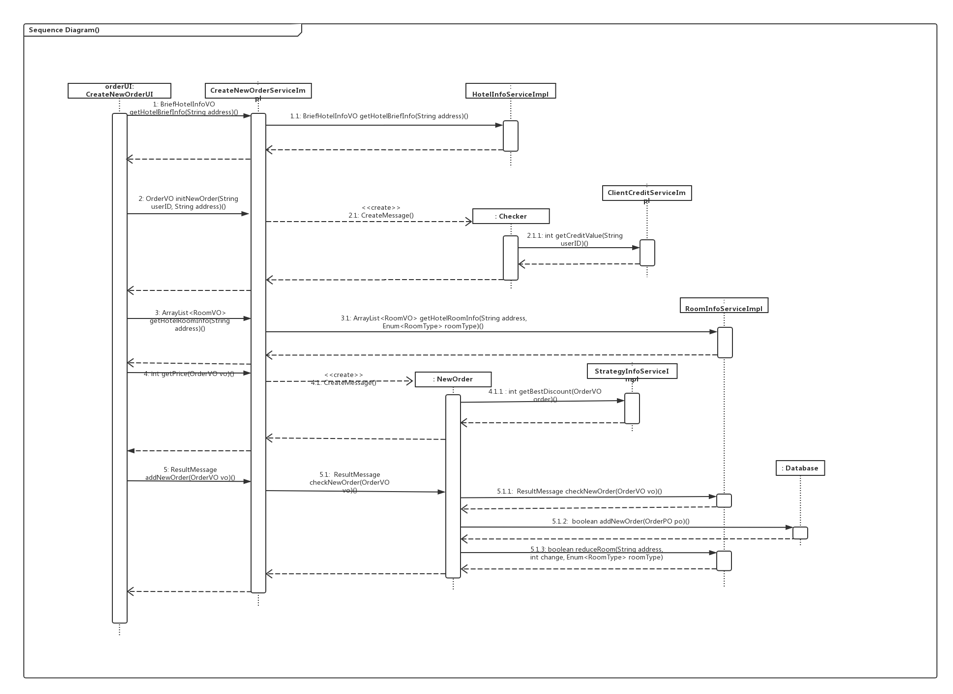 Sequence Diagram()
orderUI:
CreateNewOrderUI
CreateNewOrderServiceIm
pl
HotelInfoServiceImpl
1: BriefHotelInfoVO
getHotelBriefInfo(String address)()
1.1: BriefHotelInfoVO getHotelBriefInfo(String address)()
ClientCreditServiceIm
pl
2: OrderVO initNewOrder(String
userID, String address)()
<<create>>
2.1: CreateMessage()
: Checker
2.1.1: int getCreditValue(String
userID)()
RoomInfoServiceImpl
3: ArrayList<RoomVO>
getHotelRoomInfo(String
address)()
3.1: ArrayList<RoomVO> getHotelRoomInfo(String address,
Enum<RoomType> roomType)()
4: int getPrice(OrderVO vo)()
<<create>>
4.1: CreateMessage()
: NewOrder
StrategyInfoServiceI
mpl
4.1.1 : int getBestDiscount(OrderVO
order)()
5: ResultMessage
addNewOrder(OrderVO vo)()
5.1: ResultMessage
checkNewOrder(OrderVO
vo)()
: Database
5.1.1: ResultMessage checkNewOrder(OrderVO vo)()
5.1.2: boolean addNewOrder(OrderPO po)()
5.1.3: boolean reduceRoom(String address,
int change, Enum<RoomType> roomType)